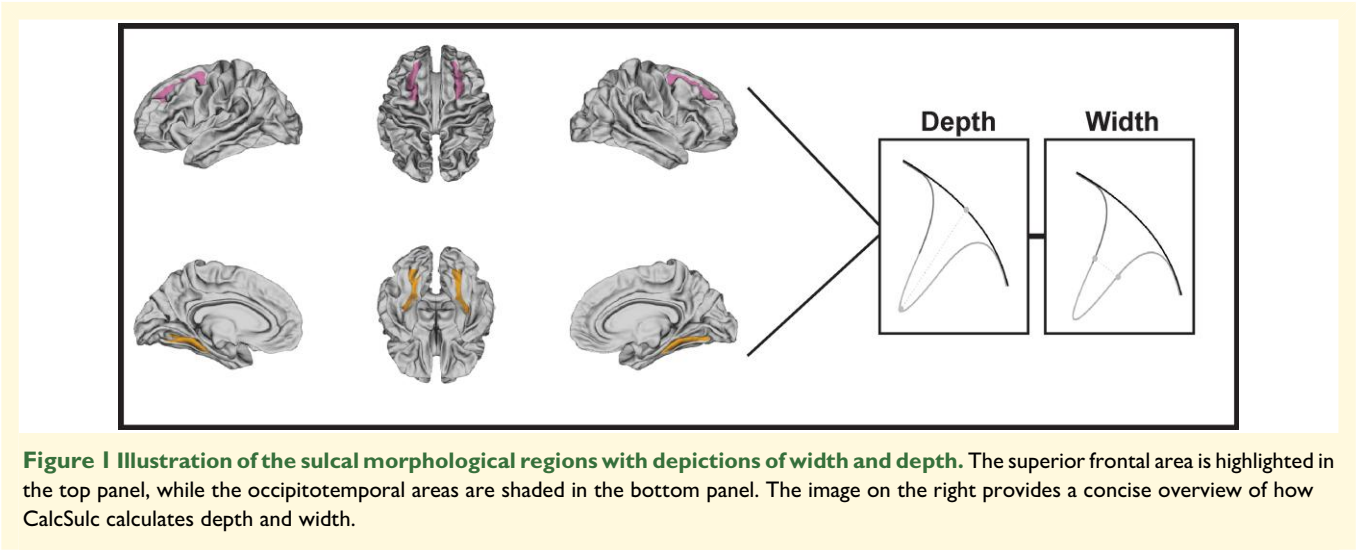 Depth
Width
Figure 1 Illustration of the sulcal morphological regions with depictions of width and depth. The superior frontal area is highlighted in
the top panel, while the occipitotemporal areas are shaded in the bottom panel. The image on the right provides a concise overview of how
CalcSulc calculates depth and width.